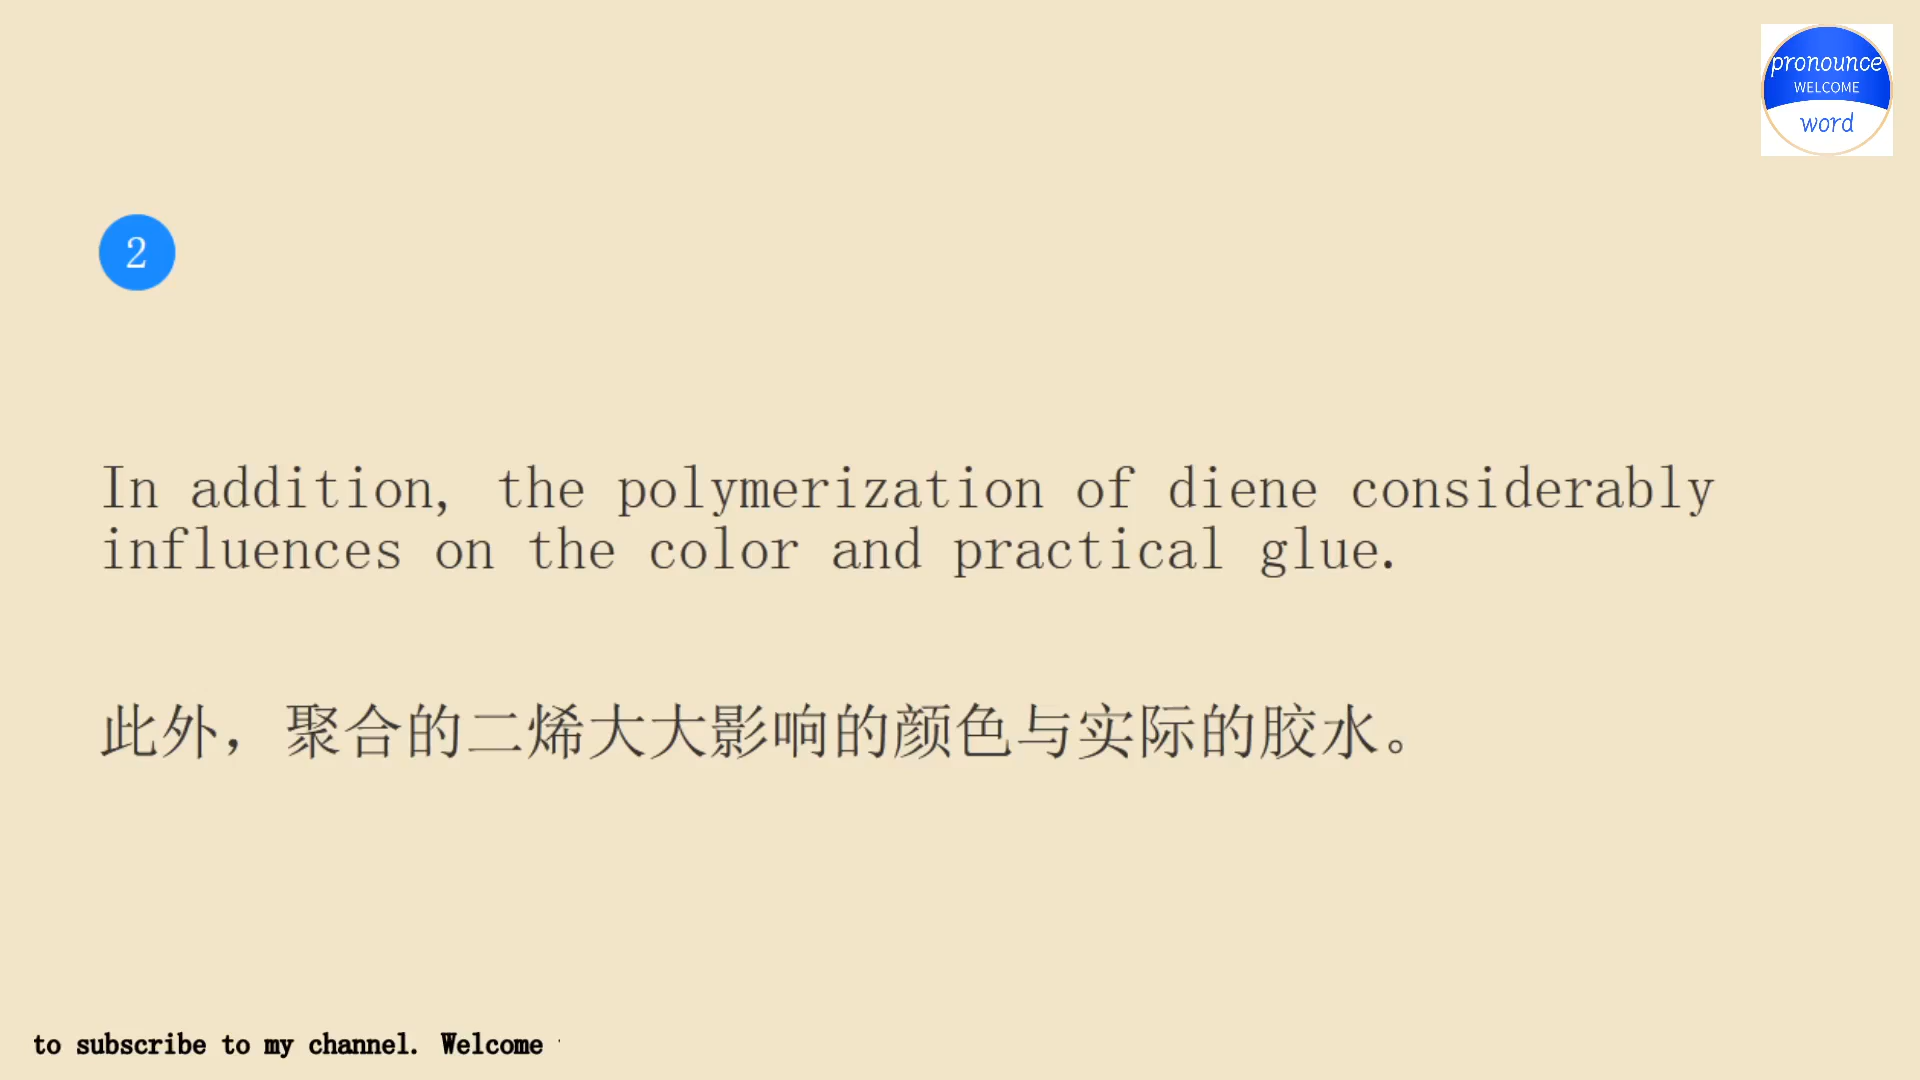 pronounce
WELCOME
word
2
In addition, the polymerization of diene considerably
influences on the color and practical glue.
此外，聚合的二烯大大影响的颜色与实际的胶水。
to subscribe to my channel. Welcome